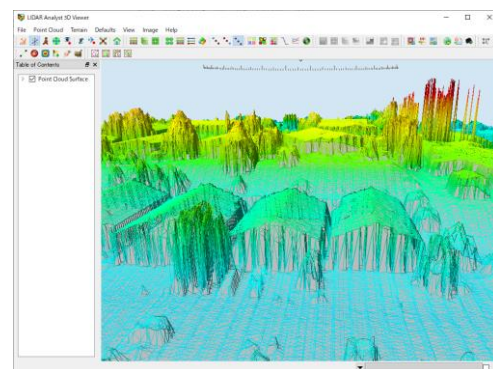 LIDAR Analyst 3D Viewer
File Point Cloud Terrain Defaults View Image Help
Table of Contents
Point Cloud Surface